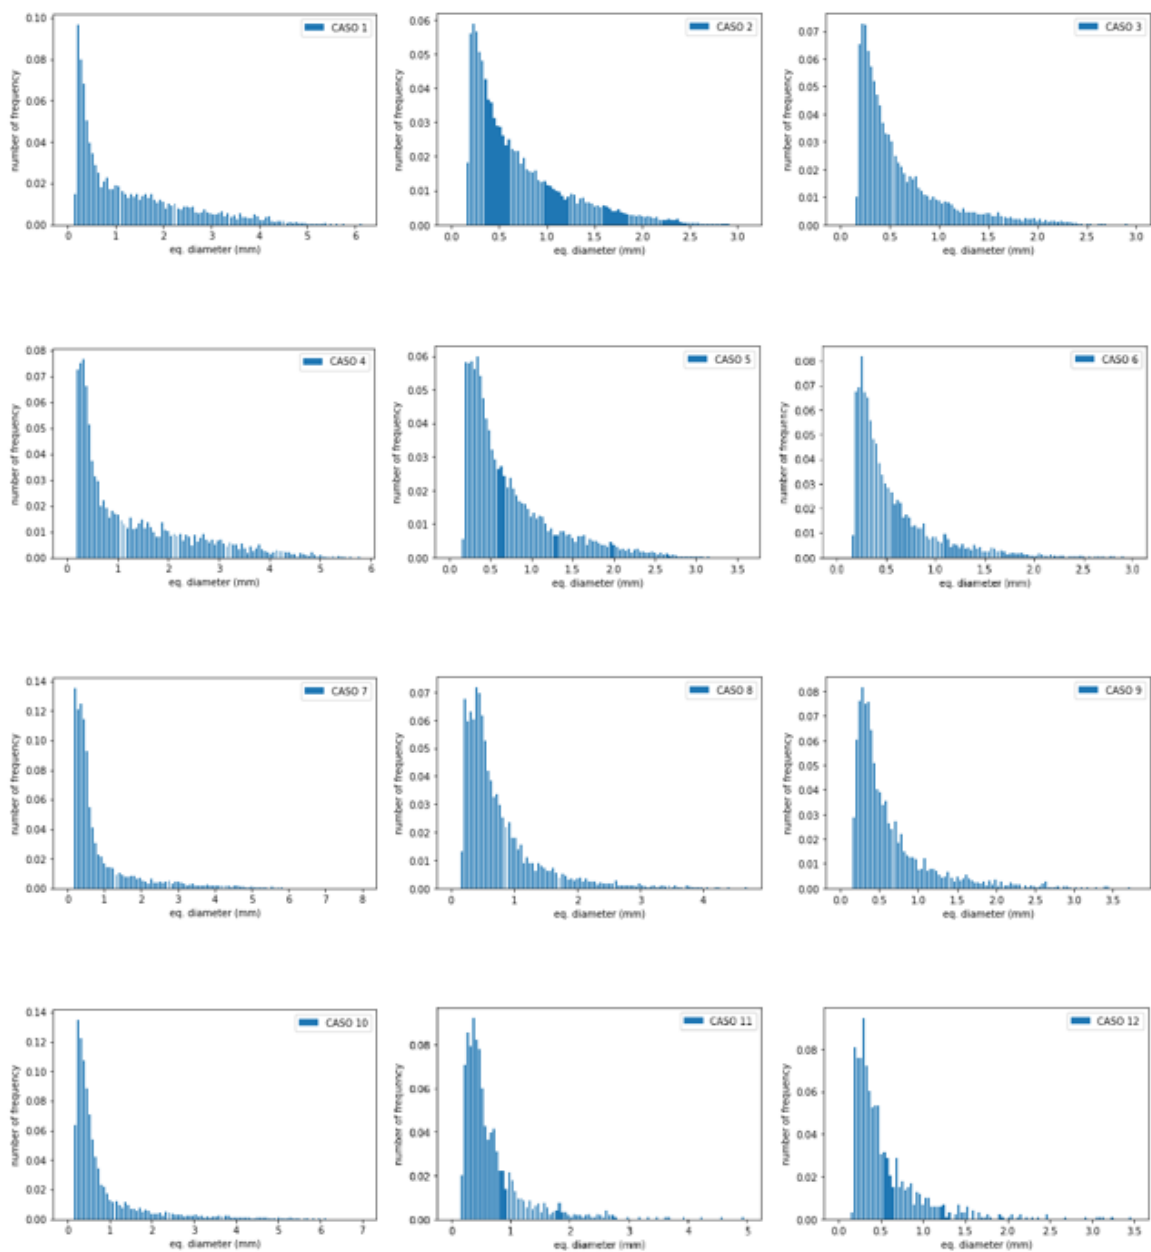 CASO 1
number of frequency
0.10
0.08
0.06
0.04
0.02
0.00
0 1 2 3 4 5 6
eq. diameter (mm)
CASO 2
number of frequency
0.06
0.05
0.04
0.03
0.02
0.01
0.00
0.0 0.5 1.0 1.5 2.0 2.5 3.0
eq. diameter (mm)
CASO 3
number of frequency
0.07
0.06
0.05
0.04
0.03
0.02
0.01
0.00
0.0 0.5 1.0 1.5 2.0 2.5 3.0
eq. diameter (mm)
CASO 4
number of frequency
0.08
0.07
0.06
0.05
0.04
0.03
0.02
0.01
0.00
0 1 2 3 4 5 6
eq. diameter (mm)
CASO 5
number of frequency
0.06
0.05
0.04
0.03
0.02
0.01
0.00
0.0 0.5 1.0 1.5 2.0 2.5 3.0 3.5
eq. diameter (mm)
CASO 6
number of frequency
0.08
0.07
0.06
0.05
0.04
0.03
0.02
0.01
0.00
0.0 0.5 1.0 1.5 2.0 2.5 3.0
eq. diameter (mm)
CASO 7
number of frequency
0.14
0.12
0.10
0.08
0.06
0.04
0.02
0.00
0 1 2 3 4 5 6 7 8
eq. diameter (mm)
CASO 8
number of frequency
0.07
0.06
0.05
0.04
0.03
0.02
0.01
0.00
0 1 2 3 4
eq. diameter (mm)
CASO 9
number of frequency
0.08
0.07
0.06
0.05
0.04
0.03
0.02
0.01
0.00
0.0 0.5 1.0 1.5 2.0 2.5 3.0 3.5
eq. diameter (mm)
CASO 10
number of frequency
0.14
0.12
0.10
0.08
0.06
0.04
0.02
0.00
0 1 2 3 4 5 6 7
eq. diameter (mm)
CASO 11
number of frequency
0.08
0.06
0.04
0.02
0.00
0 1 2 3 4 5
eq. diameter (mm)
CASO 12
number of frequency
0.08
0.06
0.04
0.02
0.00
0.0 0.5 1.0 1.5 2.0 2.5 3.0 3.5
eq. diameter (mm)